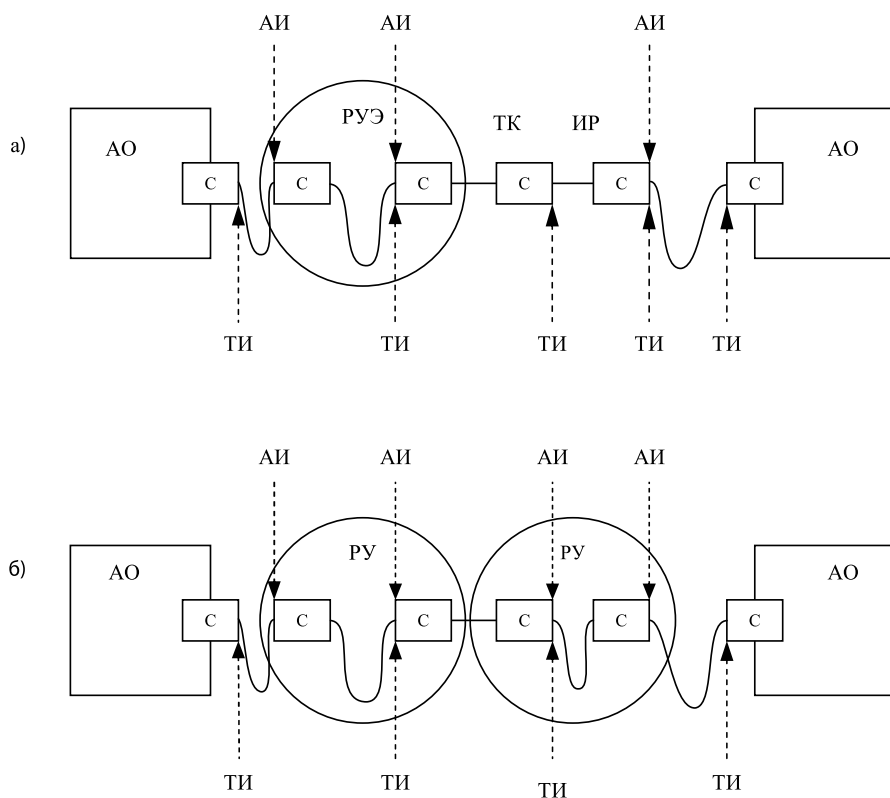 АИ АИ АИ
РУЭ ТК ИР
а) АО АО
С С С С С С
ТИ ТИ ТИ ТИ ТИ
АИ АИ АИ АИ
РУ РУ
б) АО АО
С С С С С С
ТИ ТИ ТИ ТИ